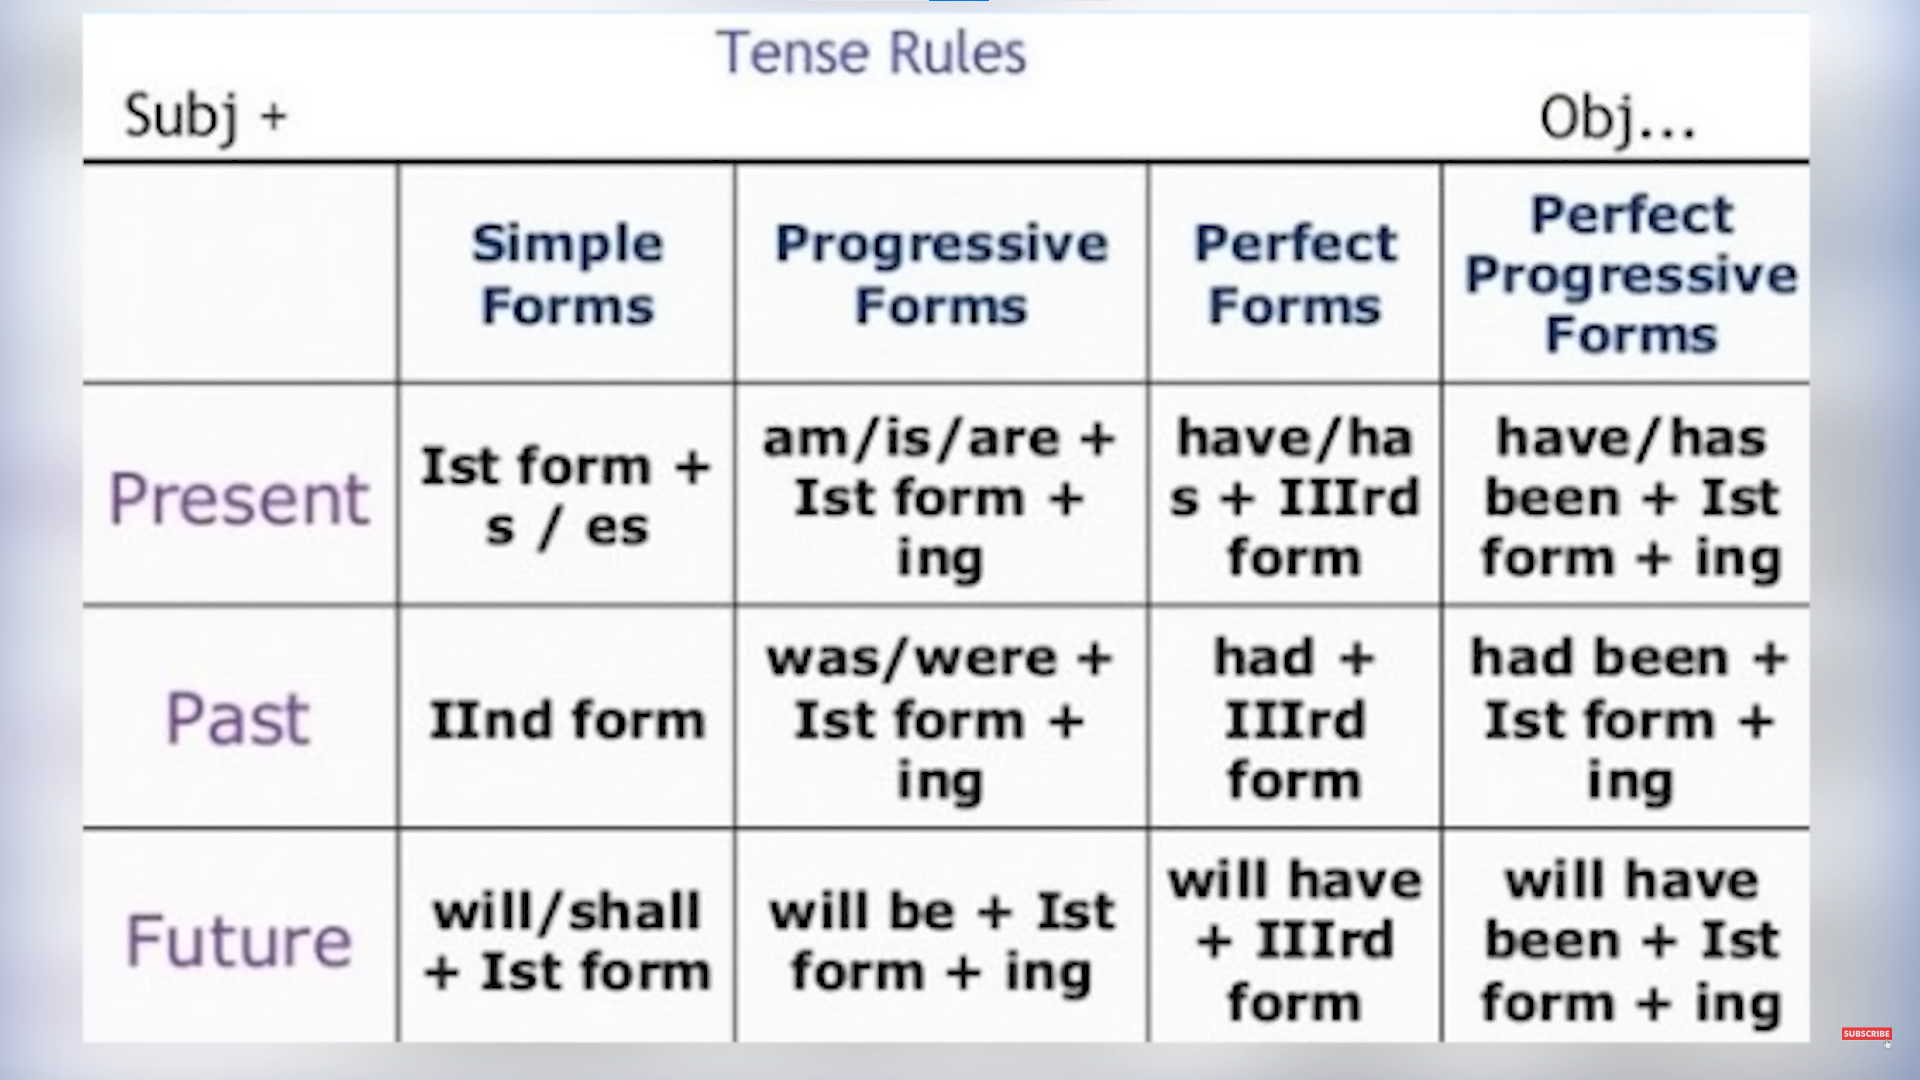 Tense Rules
Subj + Obj...
Simple Forms
Progressive Forms
Perfect Forms
Perfect Progressive Forms
Present
Ist form +
s / es
am/is/are +
Ist form +
ing
have/ha
s + IIIrd
form
have/has
been + Ist
form + ing
Past
IInd form
was/were +
Ist form +
ing
had +
IIIrd
form
had been +
Ist form +
ing
Future
will/shall
+ Ist form
will be + Ist
form + ing
will have
+ IIIrd
form
will have
been + Ist
form + ing
SUBSCRIBE